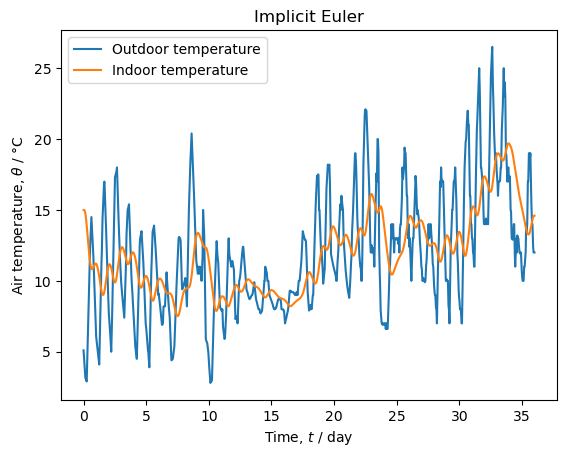 Implicit Euler
Outdoor temperature
Indoor temperature
Air temperature, θ / °C
25
20
15
10
5
0 5 10 15 20 25 30 35
Time, t / day